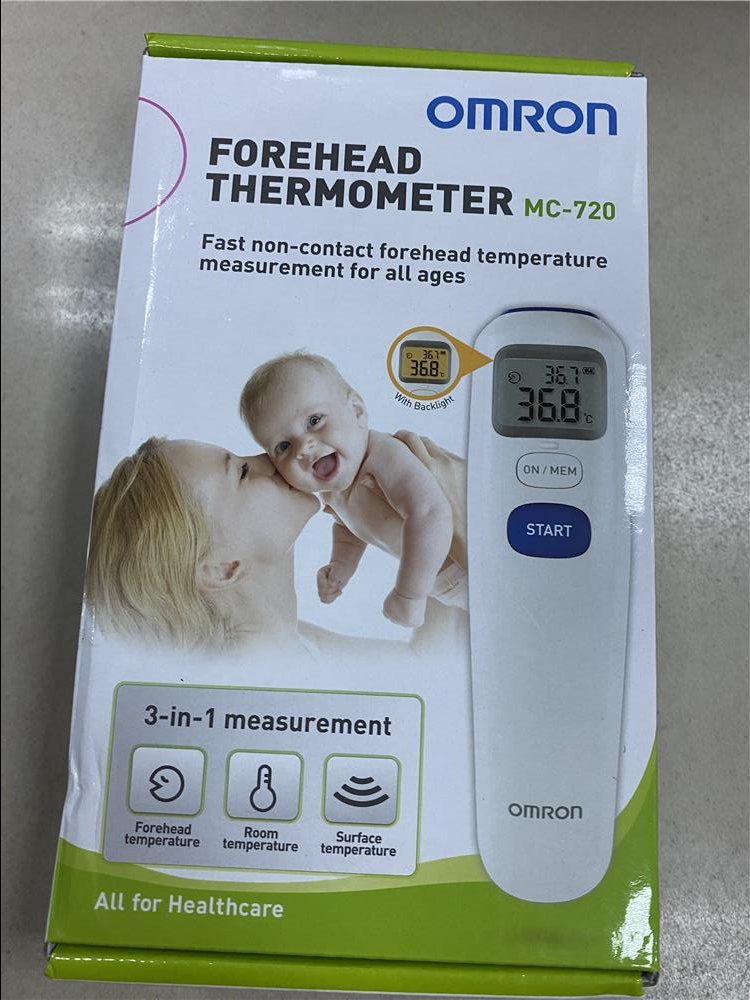 OMRON
FOREHEAD
THERMOMETER MC-720
Fast non-contact forehead temperature
measurement for all ages
36.7
36.8 °C
With Backlight
36.7
36.8 °C
ON / MEM
START
3-in-1 measurement
Forehead
temperature
Room
temperature
Surface
temperature
OMRON
All for Healthcare